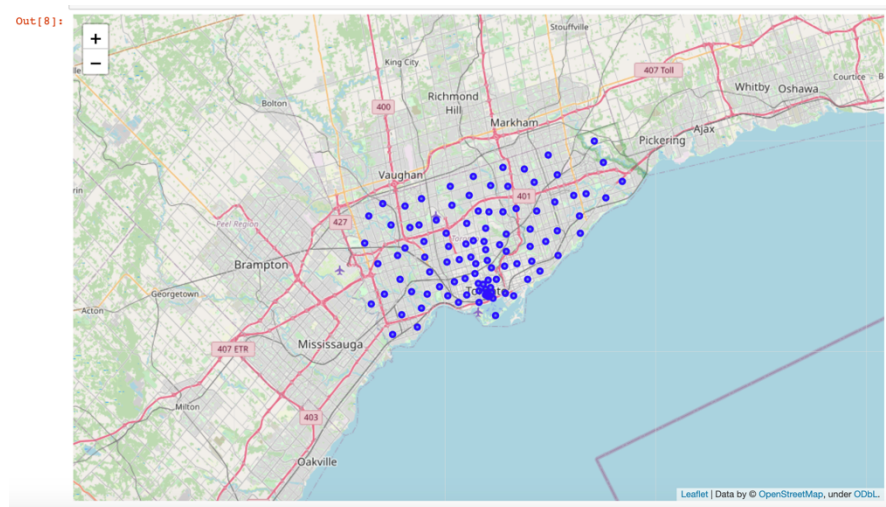 Out[8]:
+
−
Stouffville
King City
407 Toll
Whitby
Oshawa
Courtice
Bolton
400
Richmond
Hill
Markham
Ajax
Pickering
Vaughan
401
427
Peel Region
Brampton
Georgetown
Acton
Mississauga
407 ETR
Milton
403
Oakville
Leaflet | Data by © OpenStreetMap, under ODbL.